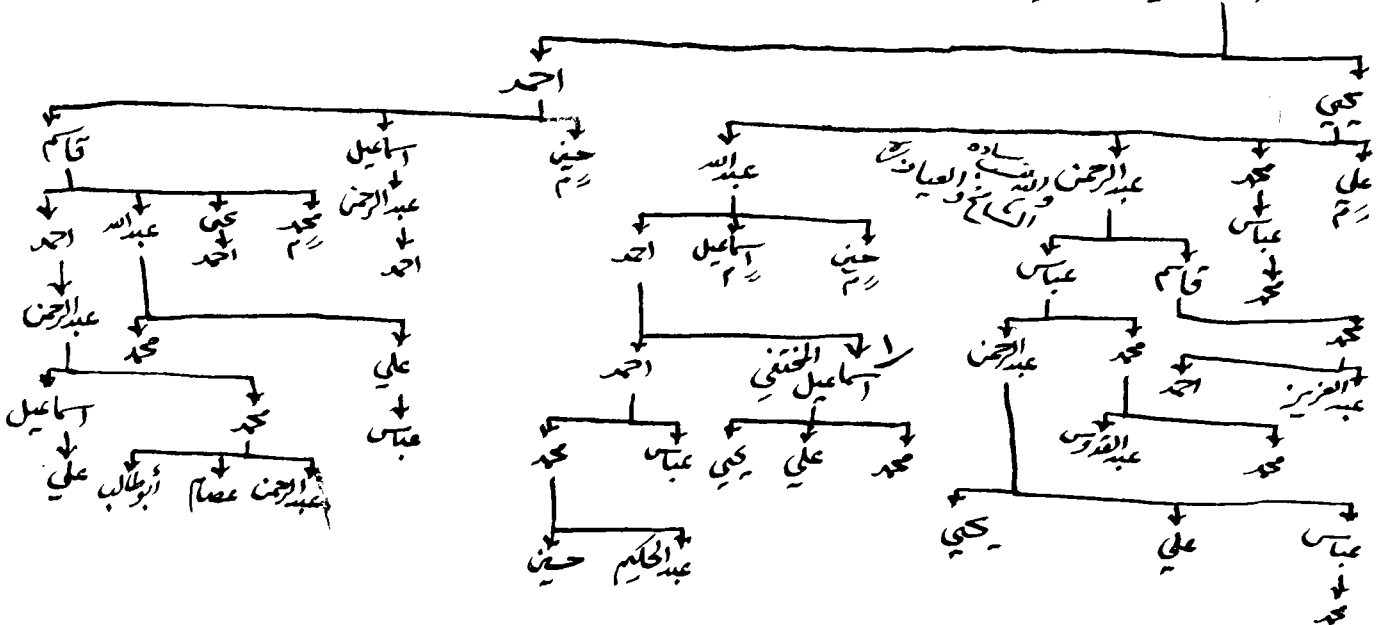 احمد
يحيى
قاسم
اسماعيل
حسين
عبدالله
عبدالرحمن
محمد
علي
احمد
عبدالله
يحيى
محمد
عبدالرحمن
احمد
احمد
احمد
اسماعيل
حسين
عباس
قاسم
عباس
محمد
عبدالرحمن
محمد
علي
احمد
اسماعيل المختفي
عبدالرحمن
محمد
محمد
احمد
عبدالعزيز
اسماعيل
محمد
عباس
محمد
عباس
يحيى
علي
محمد
عبدالقدوس
محمد
علي
أبوطالب
عصام
عبدالرحمن
حسين
عبدالحكيم
يحيى
علي
عباس
محمد